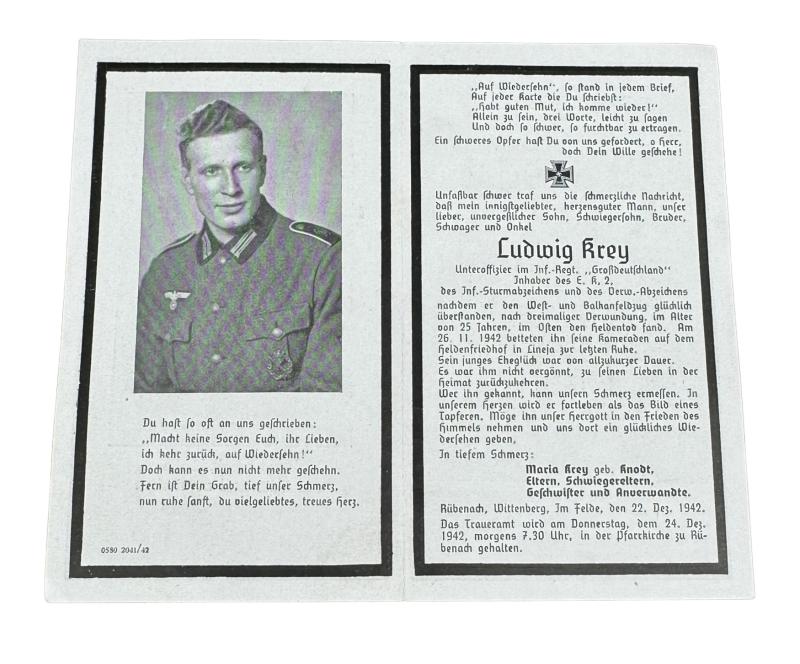 Du hast so oft an uns geschrieben:
„Macht keine Sorgen Euch, ihr Lieben,
ich kehr zurück, auf Wiedersehn!"
Doch kann es nun nicht mehr geschehn.
Fern ist Dein Grab, tief unser Schmerz,
nun ruhe sanft, du vielgeliebtes, treues Herz.
0580 2041/42
„Auf Wiedersehn", so stand in jedem Brief,
Auf jeder Karte die Du schriebst:
„Habt guten Mut, ich komme wieder!"
Allein zu sein, drei Worte, leicht zu sagen
Und doch so schwer, so furchtbar zu ertragen.
Ein schweres Opfer hast Du von uns gefordert, o Herr,
doch Dein Wille geschehe!
Unfaßbar schwer traf uns die schmerzliche Nachricht,
daß mein innigstgeliebter, herzensguter Mann, unser
lieber, unvergeßlicher Sohn, Schwiegersohn, Bruder,
Schwager und Onkel
Ludwig Krey
Unteroffizier im Inf.-Regt. „Großdeutschland"
Inhaber des E. K. 2,
des Inf.-Sturmabzeichens und des Verw.-Abzeichens
nachdem er den West- und Balkanfeldzug glücklich
überstanden, nach dreimaliger Verwundung, im Alter
von 25 Jahren, im Osten den Heldentod fand. Am
26. 11. 1942 betteten ihn seine Kameraden auf dem
Heldenfriedhof in Lineja zur letzten Ruhe.
Sein junges Eheglück war von allzukurzer Dauer.
Es war ihm nicht vergönnt, zu seinen Lieben in der
Heimat zurückzukehren.
Wer ihn gekannt, kann unsern Schmerz ermessen. In
unserem Herzen wird er fortleben als das Bild eines
Tapferen. Möge ihn unser Herrgott in den Frieden des
Himmels nehmen und uns dort ein glückliches Wie-
dersehen geben.
In tiefem Schmerz:
Maria Krey geb. Knodt,
Eltern, Schwiegereltern,
Geschwister und Anverwandte.
Rübenach, Wittenberg, Im Felde, den 22. Dez. 1942.
Das Traueramt wird am Donnerstag, dem 24. Dez.
1942, morgens 7.30 Uhr, in der Pfarrkirche zu Rü-
benach gehalten.